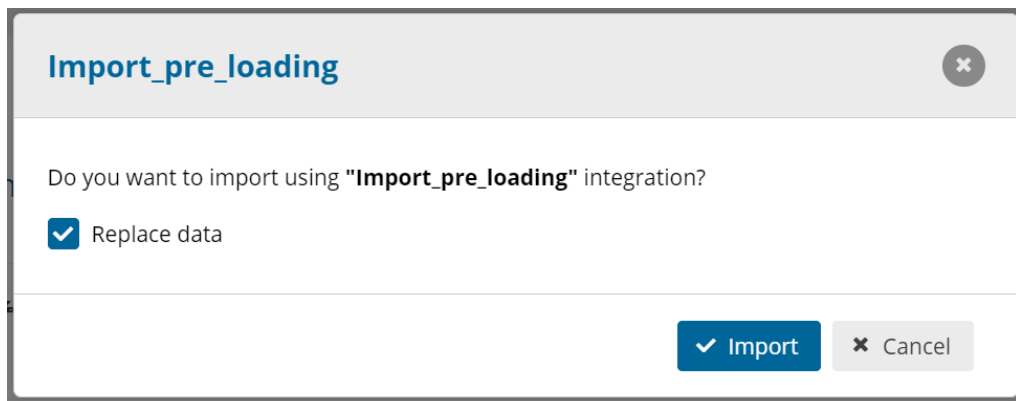 Import_pre_loading
Do you want to import using "Import_pre_loading" integration?
Replace data
Import
Cancel